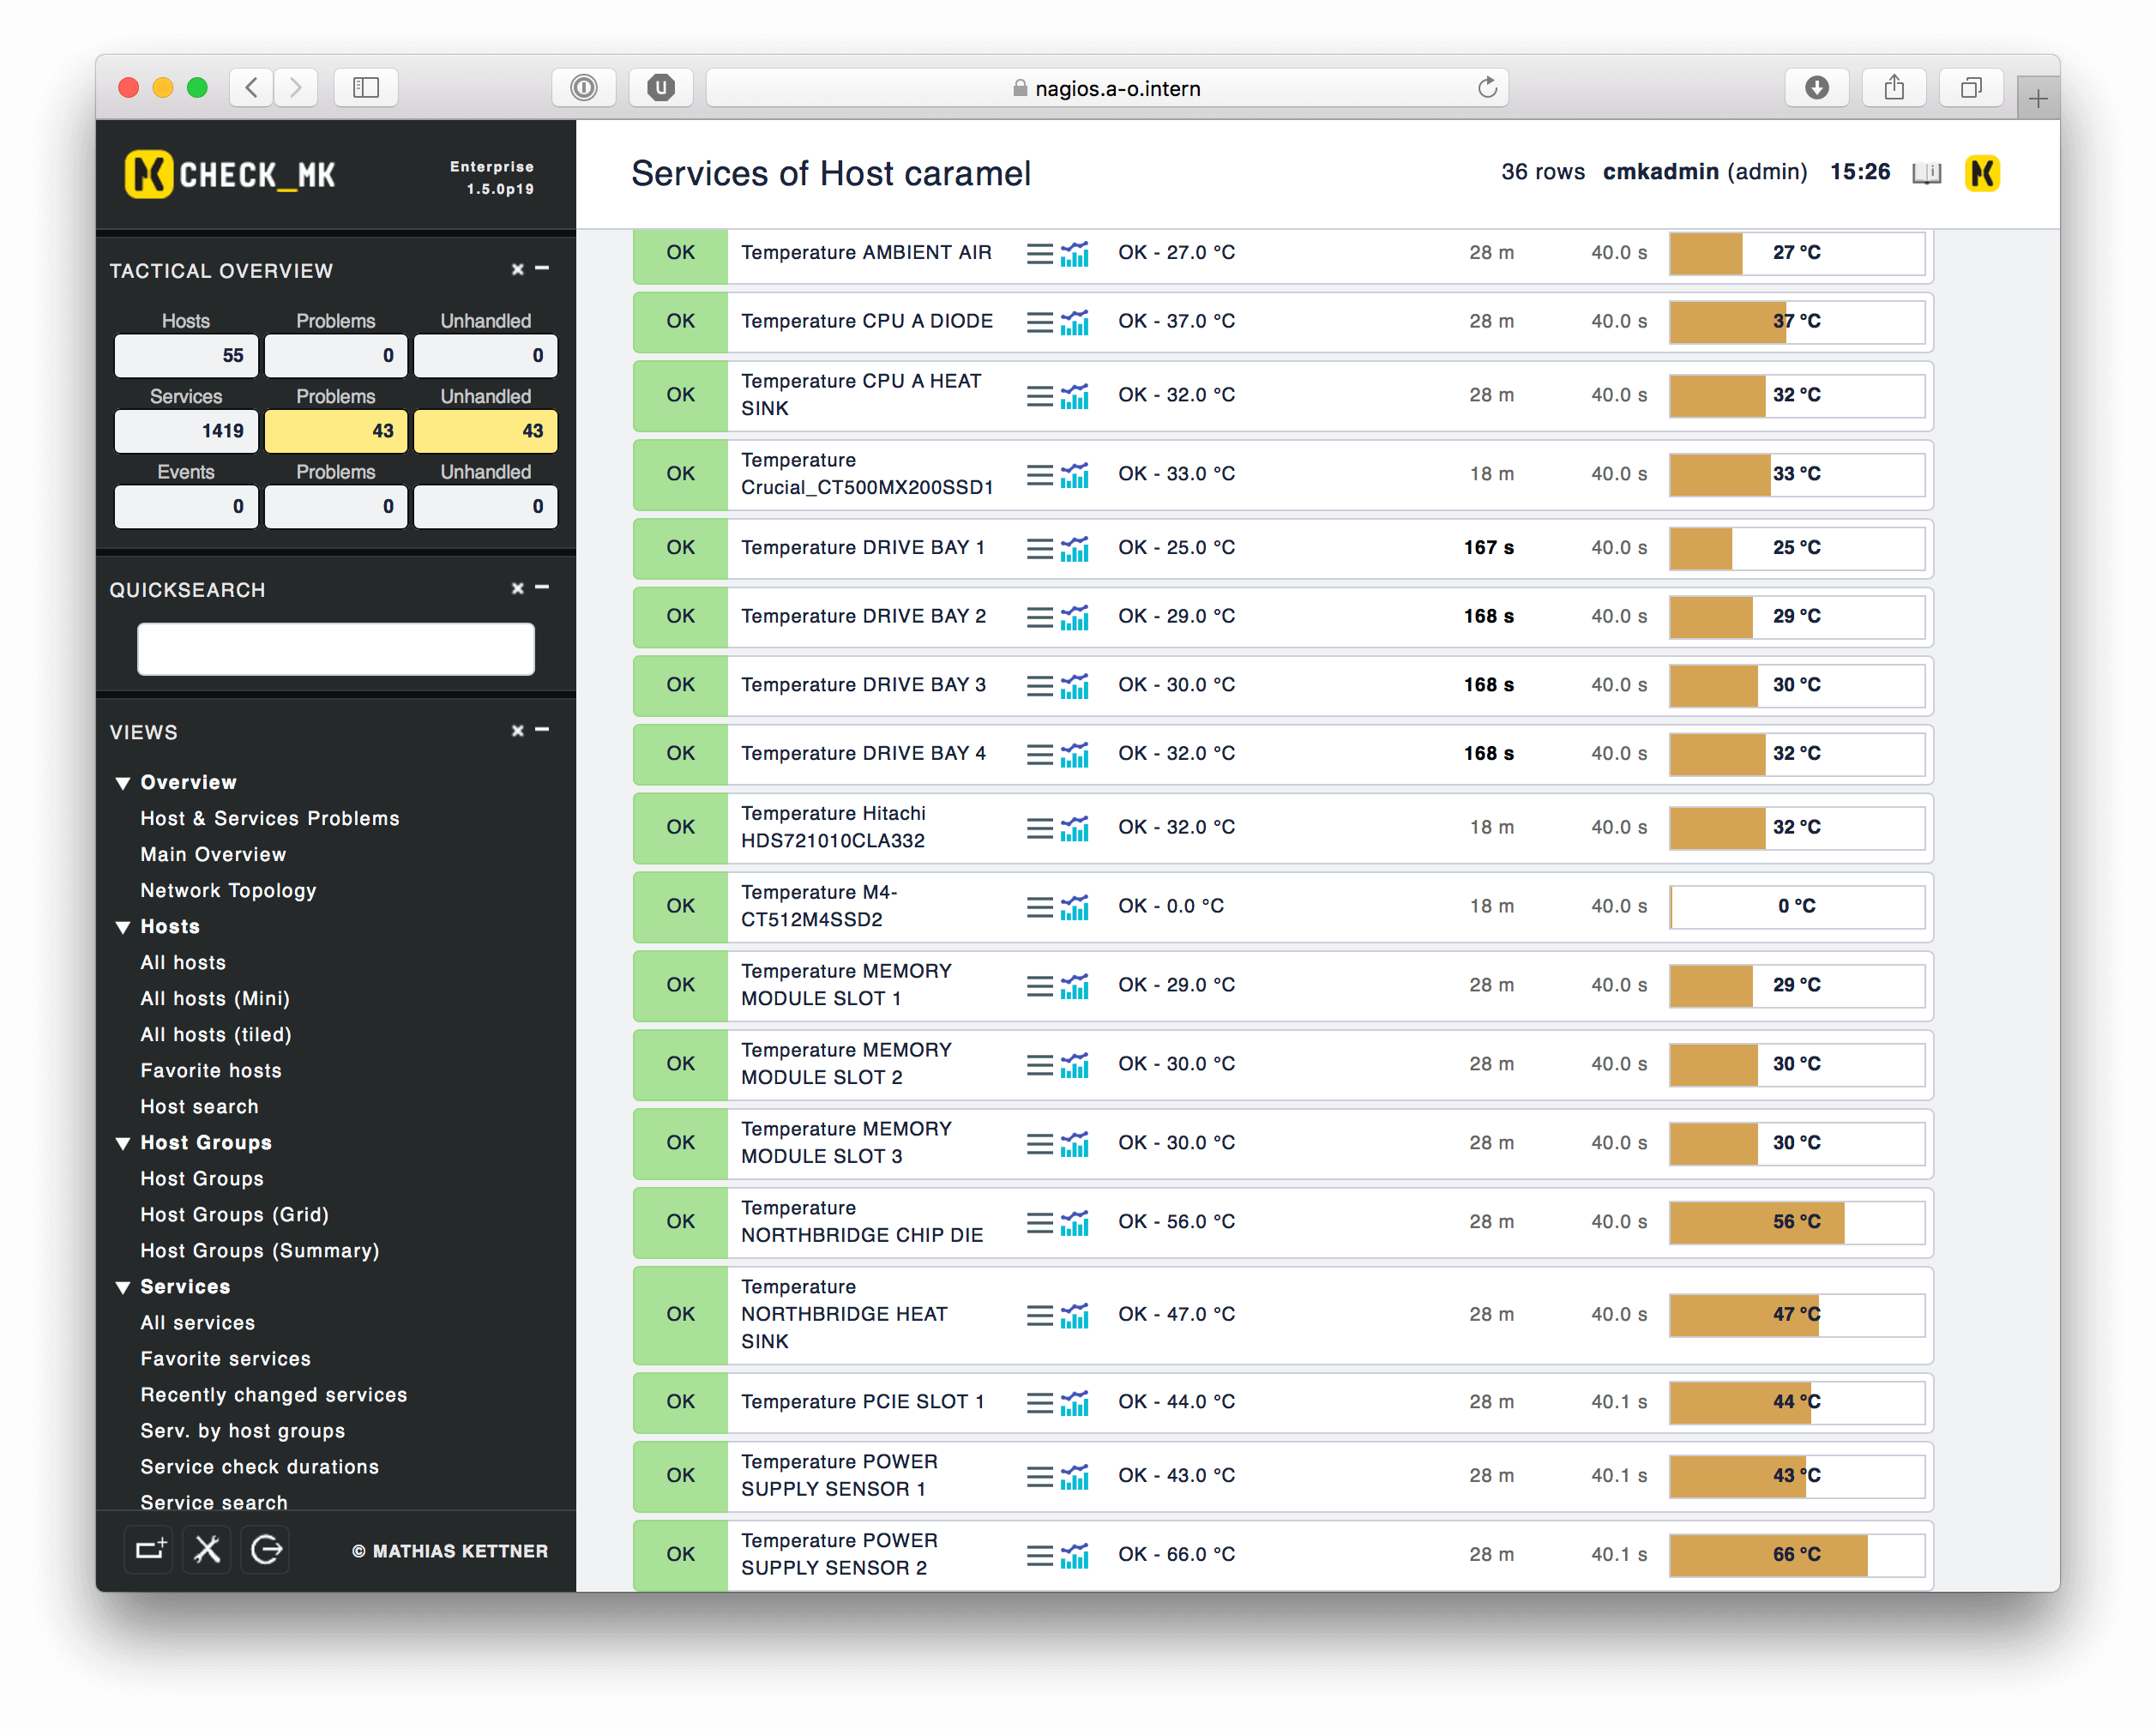 nagios.a-o.intern
CHECK_MK
Enterprise
1.5.0p19
Services of Host caramel
36 rows cmkadmin (admin) 15:26
TACTICAL OVERVIEW
Hosts Problems Unhandled
55 0 0
Services Problems Unhandled
1419 43 43
Events Problems Unhandled
0 0 0
QUICKSEARCH
VIEWS
Overview
Host & Services Problems
Main Overview
Network Topology
Hosts
All hosts
All hosts (Mini)
All hosts (tiled)
Favorite hosts
Host search
Host Groups
Host Groups
Host Groups (Grid)
Host Groups (Summary)
Services
All services
Favorite services
Recently changed services
Serv. by host groups
Service check durations
Service search
© MATHIAS KETTNER
OK Temperature AMBIENT AIR OK - 27.0 °C 28 m 40.0 s 27 °C
OK Temperature CPU A DIODE OK - 37.0 °C 28 m 40.0 s 37 °C
OK Temperature CPU A HEAT
SINK OK - 32.0 °C 28 m 40.0 s 32 °C
OK Temperature
Crucial_CT500MX200SSD1 OK - 33.0 °C 18 m 40.0 s 33 °C
OK Temperature DRIVE BAY 1 OK - 25.0 °C 167 s 40.0 s 25 °C
OK Temperature DRIVE BAY 2 OK - 29.0 °C 168 s 40.0 s 29 °C
OK Temperature DRIVE BAY 3 OK - 30.0 °C 168 s 40.0 s 30 °C
OK Temperature DRIVE BAY 4 OK - 32.0 °C 168 s 40.0 s 32 °C
OK Temperature Hitachi
HDS721010CLA332 OK - 32.0 °C 18 m 40.0 s 32 °C
OK Temperature M4-
CT512M4SSD2 OK - 0.0 °C 18 m 40.0 s 0 °C
OK Temperature MEMORY
MODULE SLOT 1 OK - 29.0 °C 28 m 40.0 s 29 °C
OK Temperature MEMORY
MODULE SLOT 2 OK - 30.0 °C 28 m 40.0 s 30 °C
OK Temperature MEMORY
MODULE SLOT 3 OK - 30.0 °C 28 m 40.0 s 30 °C
OK Temperature
NORTHBRIDGE CHIP DIE OK - 56.0 °C 28 m 40.0 s 56 °C
OK Temperature
NORTHBRIDGE HEAT
SINK OK - 47.0 °C 28 m 40.0 s 47 °C
OK Temperature PCIE SLOT 1 OK - 44.0 °C 28 m 40.1 s 44 °C
OK Temperature POWER
SUPPLY SENSOR 1 OK - 43.0 °C 28 m 40.1 s 43 °C
OK Temperature POWER
SUPPLY SENSOR 2 OK - 66.0 °C 28 m 40.1 s 66 °C